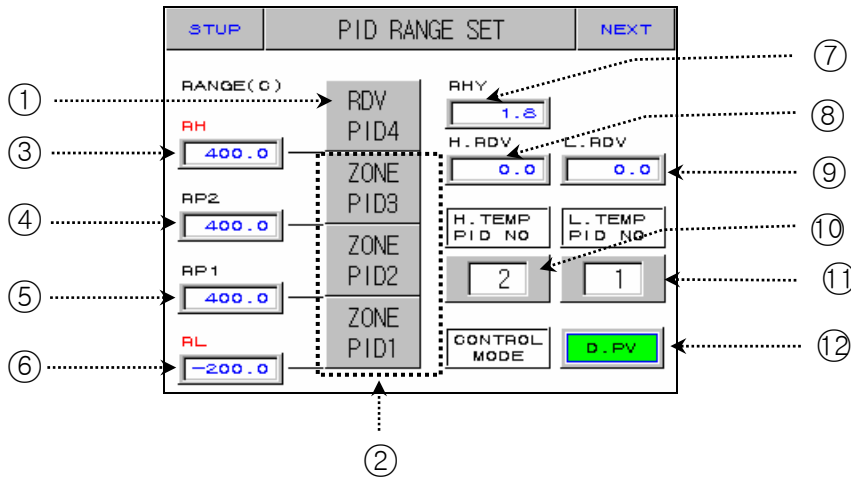 STUP PID RANGE SET NEXT
RANGE(C)
RDV
PID4
RHY
1.8
RH
400.0
H.RDV L.RDV
0.0 0.0
ZONE
PID3
RP2
400.0
H.TEMP
PID NO
L.TEMP
PID NO
ZONE
PID2
2 1
RP1
400.0
ZONE
PID1
RL
-200.0
CONTROL
MODE
D.PV
①
③
④
⑤
⑥
②
⑦
⑧
⑨
⑩
⑪
⑫